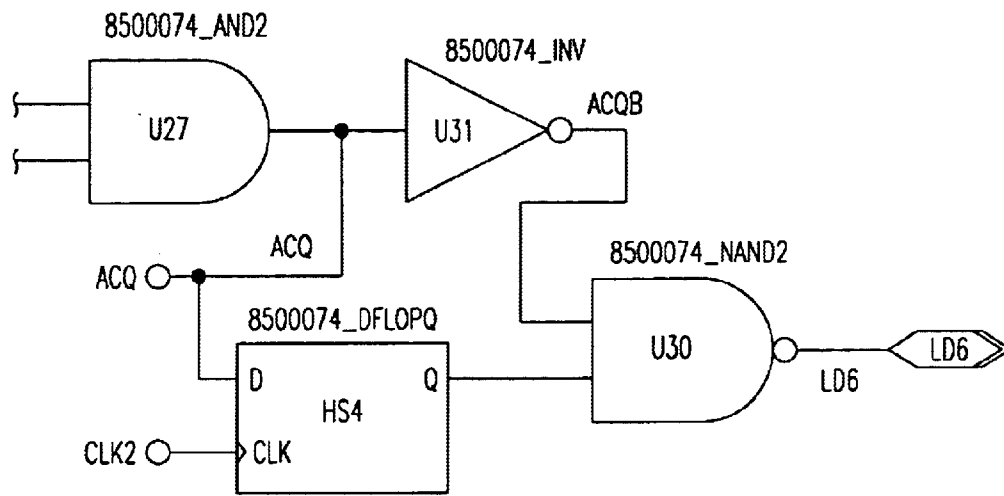 8500074_AND2
8500074_INV
U27
U31
ACQB
ACQ
ACQ
8500074_NAND2
8500074_DFLOPQ
U30
LD6
LD6
D
Q
HS4
CLK2
CLK